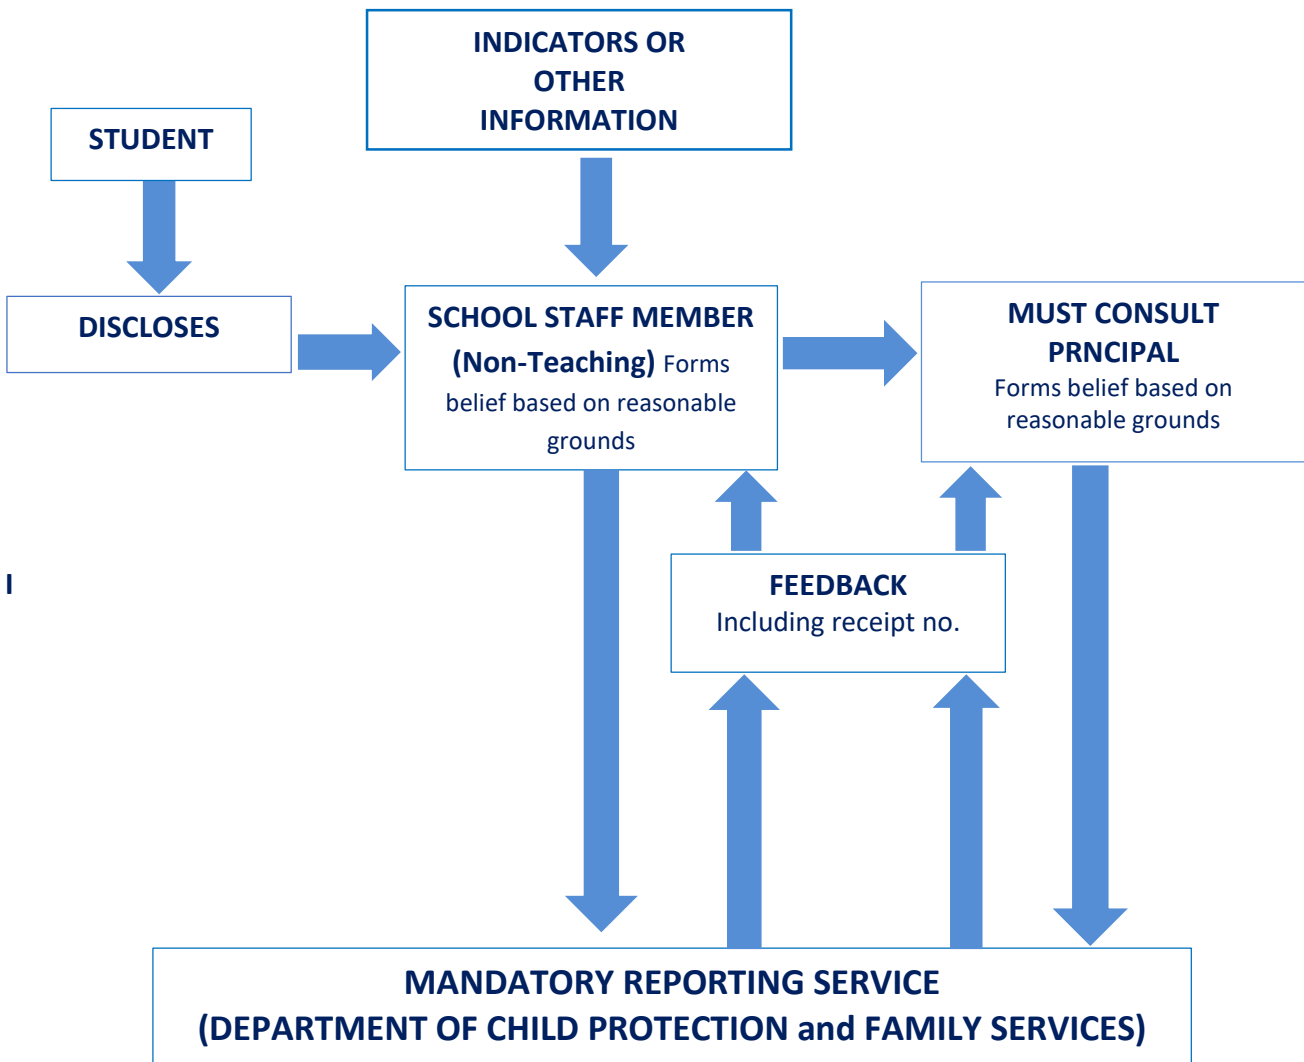 INDICATORS OR
OTHER
INFORMATION
STUDENT
DISCLOSES
SCHOOL STAFF MEMBER
(Non-Teaching) Forms
belief based on reasonable
grounds
MUST CONSULT
PRNCIPAL
Forms belief based on
reasonable grounds
I
FEEDBACK
Including receipt no.
MANDATORY REPORTING SERVICE
(DEPARTMENT OF CHILD PROTECTION and FAMILY SERVICES)